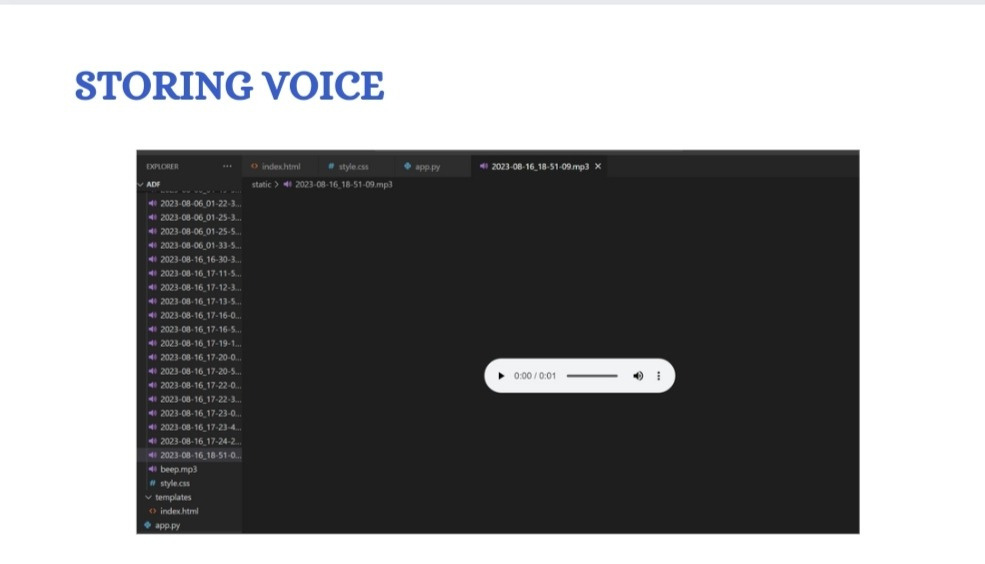 STORING VOICE
EXPLORER ... index.html # style.css app.py 2023-08-16_18-51-09.mp3 ×
ADF
static > 2023-08-16_18-51-09.mp3
2023-08-06_01-22-3...
2023-08-06_01-25-3...
2023-08-06_01-25-5...
2023-08-06_01-33-5...
2023-08-16_16-30-3...
2023-08-16_17-11-5...
2023-08-16_17-12-3...
2023-08-16_17-13-5...
2023-08-16_17-16-0...
2023-08-16_17-16-5...
2023-08-16_17-19-1...
2023-08-16_17-20-0...
2023-08-16_17-20-5...
2023-08-16_17-22-0...
2023-08-16_17-22-3...
2023-08-16_17-23-0...
2023-08-16_17-23-4...
2023-08-16_17-24-2...
2023-08-16_18-51-0...
beep.mp3
# style.css
templates
index.html
app.py
0:00 / 0:01